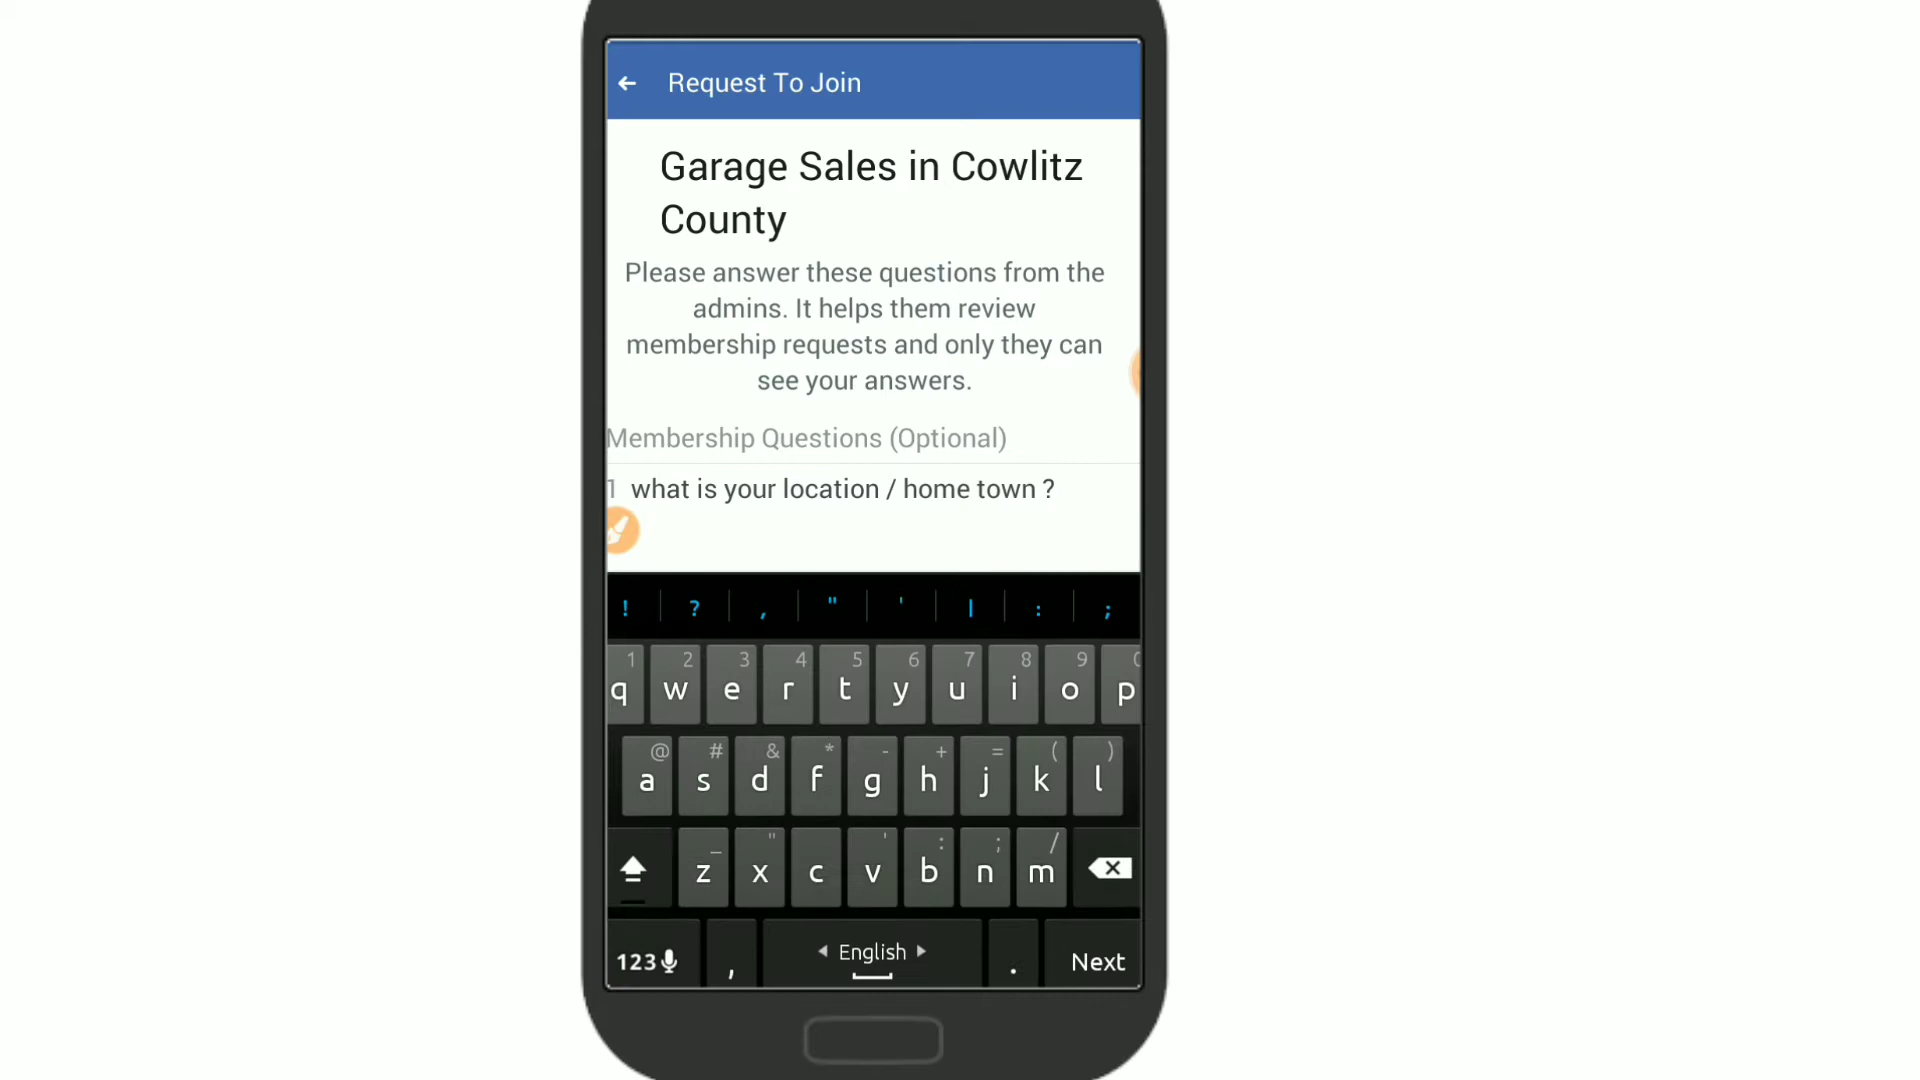 Request To Join
Garage Sales in Cowlitz
County
Please answer these questions from the
admins. It helps them review
membership requests and only they can
see your answers.
Membership Questions (Optional)
1 what is your location / home town ?
! ? , " ' | : ;
1 2 3 4 5 6 7 8 9 0
q w e r t y u i o p
@ # & * - + = ( )
a s d f g h j k l
_ " ' : ; /
z x c v b n m
123 , English . Next